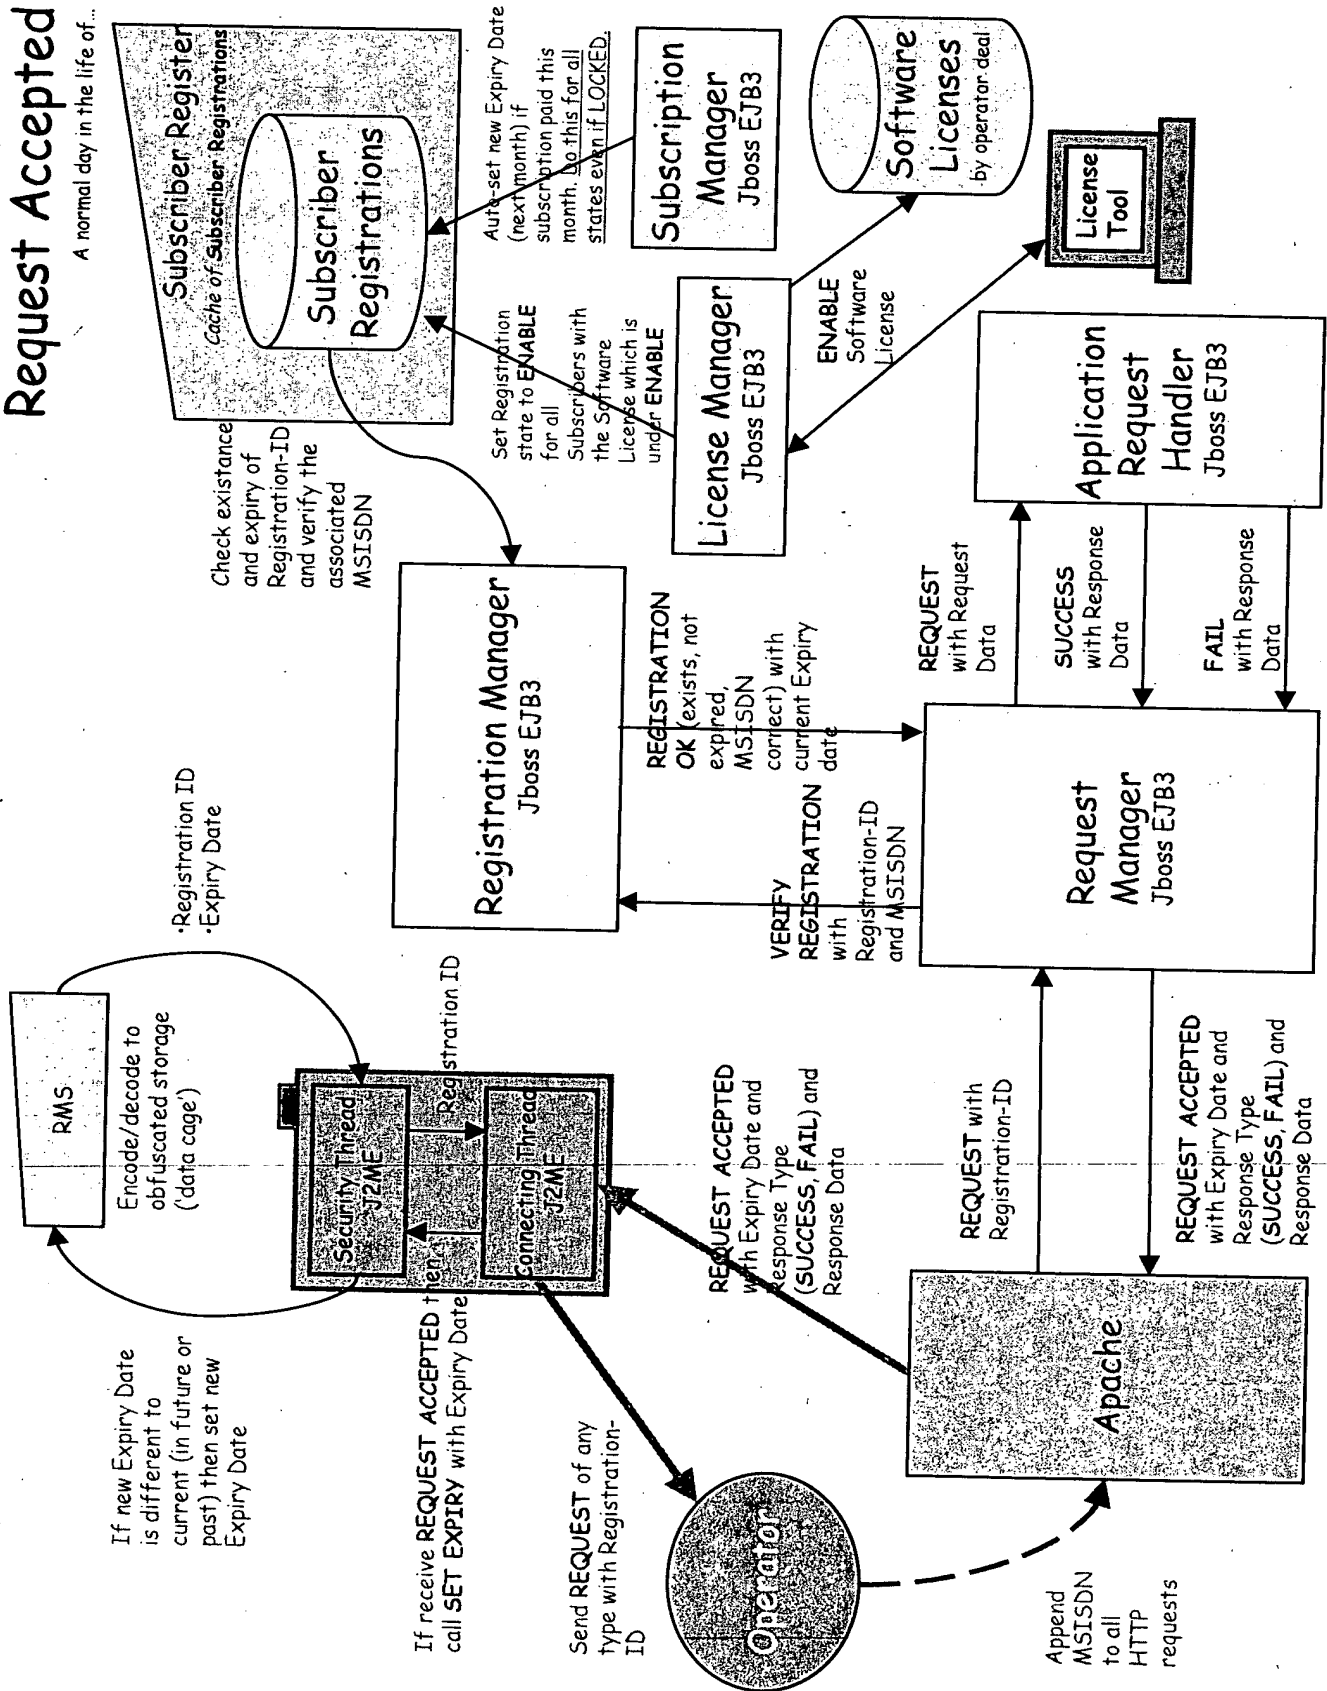 Request Accepted
A normal day in the life of...
RMS
Encode/decode to
obfuscated storage
('data cage')
•Registration ID
•Expiry Date
If new Expiry Date
is different to
current (in future or
past) then set new
Expiry Date
Security Thread
J2ME
Registration ID
Connecting Thread
J2ME
If receive REQUEST ACCEPTED then
call SET EXPIRY with Expiry Date
Send REQUEST of any
type with Registration-
ID
Operator
Append
MSISDN
to all
HTTP
requests
REQUEST ACCEPTED
with Expiry Date and
Response Type
(SUCCESS, FAIL) and
Response Data
Apache
REQUEST with
Registration-ID
REQUEST ACCEPTED
with Expiry Date and
Response Type
(SUCCESS, FAIL) and
Response Data
Check existance
and expiry of
Registration-ID
and verify the
associated
MSISDN
Registration Manager
Jboss EJB3
VERIFY
REGISTRATION
with
Registration-ID
and MSISDN
REGISTRATION
OK (exists, not
expired,
MSISDN
correct) with
current Expiry
date
Request
Manager
Jboss EJB3
REQUEST
with Request
Data
SUCCESS
with Response
Data
FAIL
with Response
Data
Application
Request
Handler
Jboss EJB3
Subscriber Register
Cache of Subscriber Registrations
Subscriber
Registrations
Set Registration
state to ENABLE
for all
Subscribers with
the Software
License which is
under ENABLE
Auto-set new Expiry Date
(next month) if
subscription paid this
month. Do this for all
states even if LOCKED.
License Manager
Jboss EJB3
Subscription
Manager
Jboss EJB3
ENABLE
Software
License
Software
Licenses
by operator deal
License
Tool